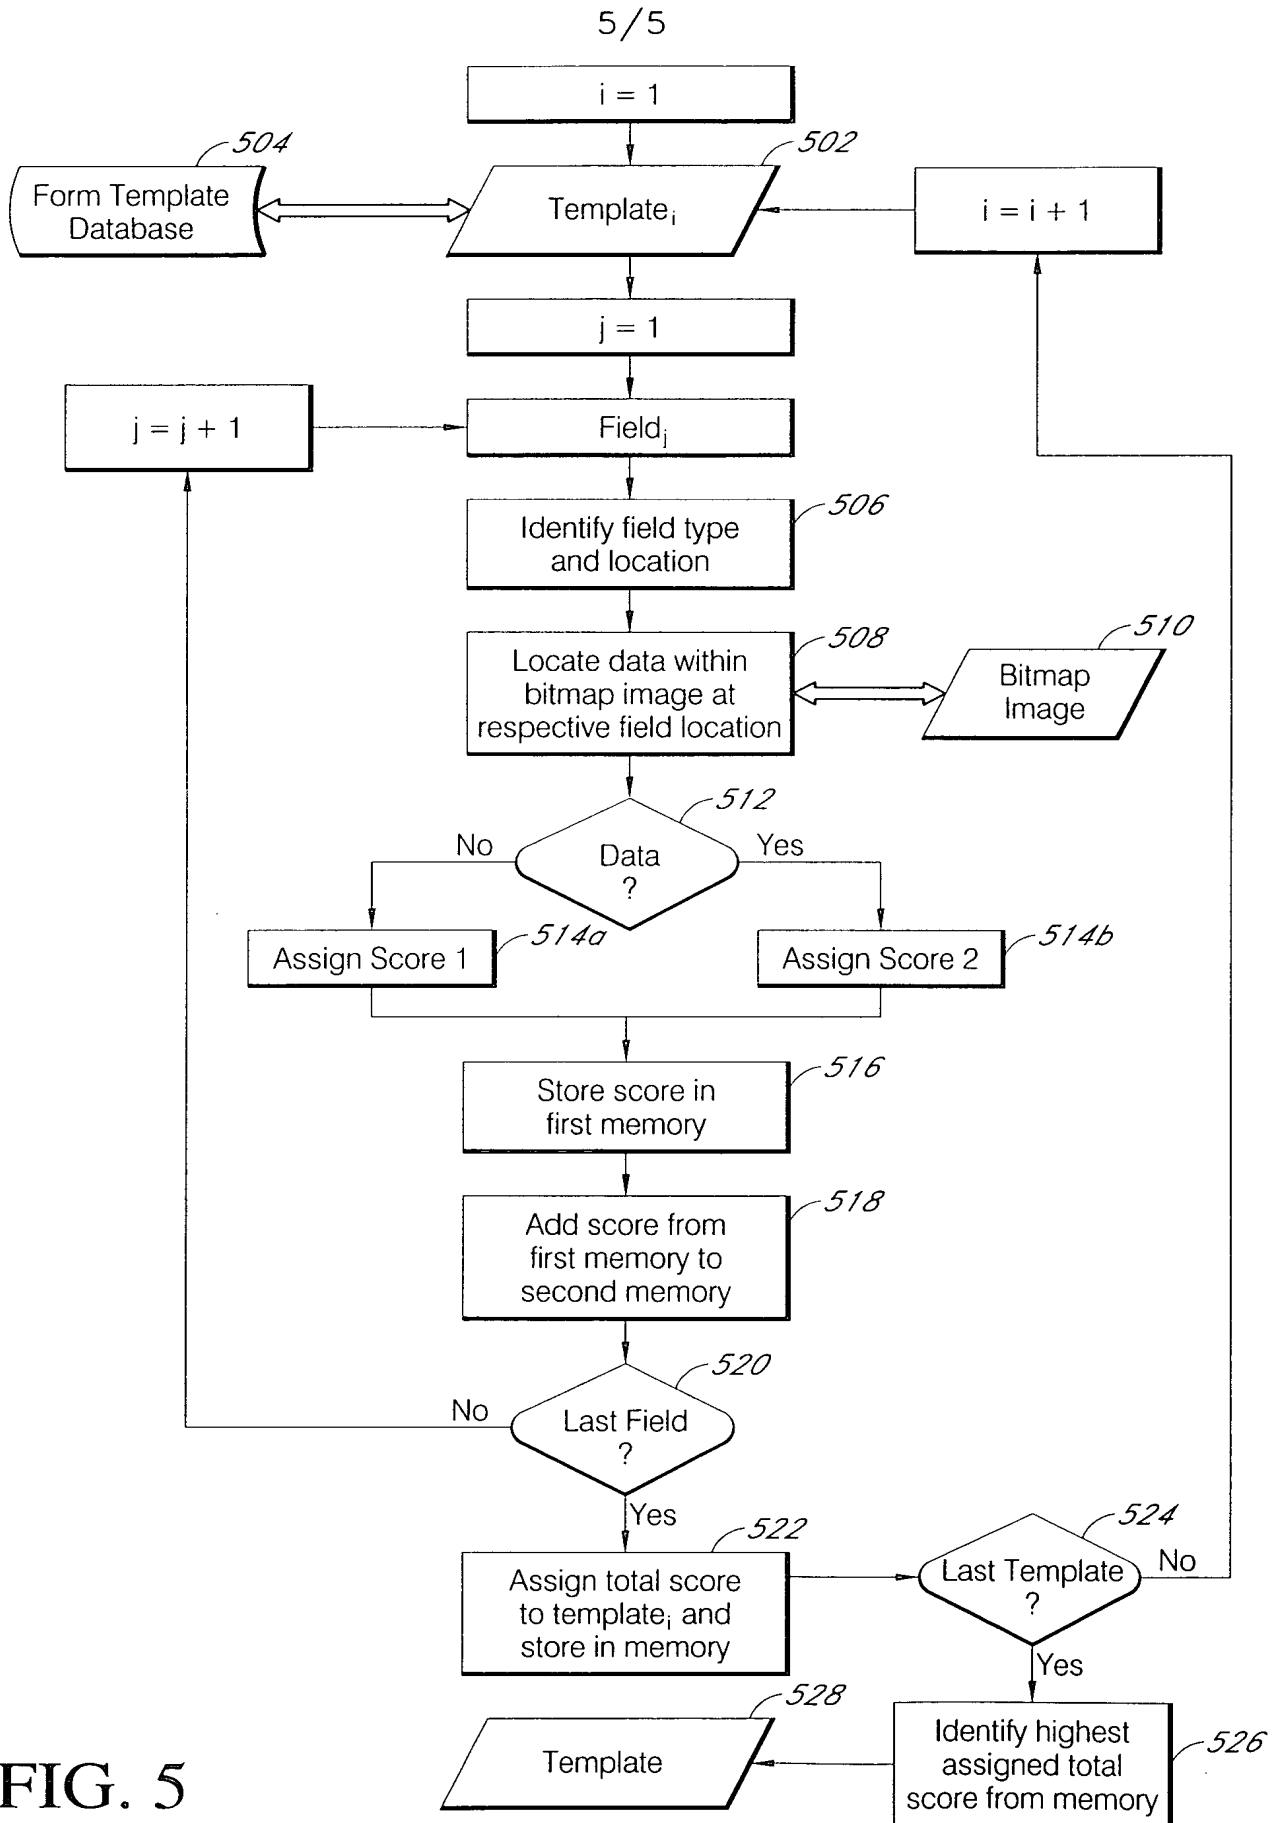 5/5
i = 1
504
502
Form Template
Database
Template_i
i = i + 1
j = 1
j = j + 1
Field_j
506
Identify field type
and location
508
Locate data within
bitmap image at
respective field location
510
Bitmap
Image
512
Data
?
No
Yes
514a
Assign Score 1
514b
Assign Score 2
516
Store score in
first memory
518
Add score from
first memory to
second memory
520
Last Field
?
No
Yes
522
Assign total score
to template_i and
store in memory
524
Last Template
?
No
Yes
528
Template
526
Identify highest
assigned total
score from memory
FIG. 5